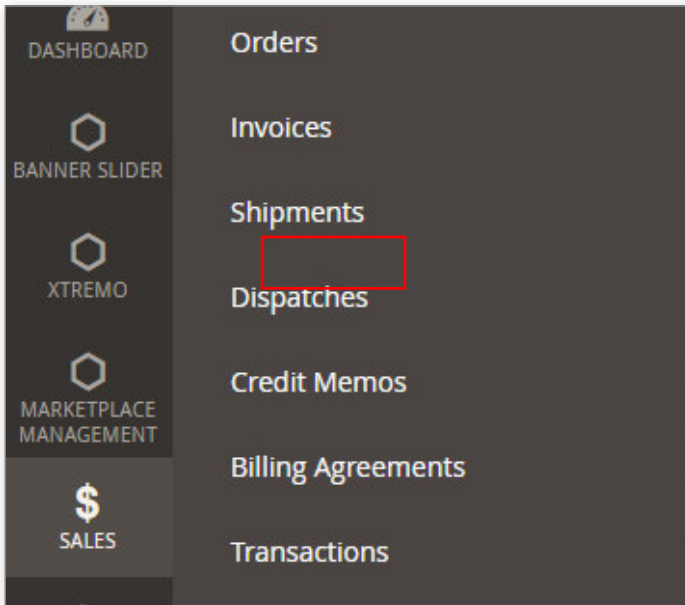 DASHBOARD
BANNER SLIDER
XTREMO
MARKETPLACE
MANAGEMENT
$
SALES
Orders
Invoices
Shipments
Dispatches
Credit Memos
Billing Agreements
Transactions